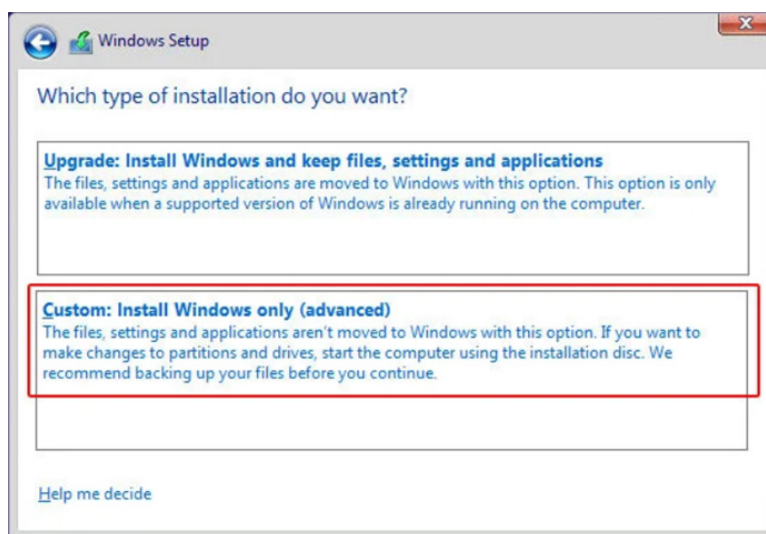 Windows Setup
Which type of installation do you want?
Upgrade: Install Windows and keep files, settings and applications
The files, settings and applications are moved to Windows with this option. This option is only
available when a supported version of Windows is already running on the computer.
Custom: Install Windows only (advanced)
The files, settings and applications aren't moved to Windows with this option. If you want to
make changes to partitions and drives, start the computer using the installation disc. We
recommend backing up your files before you continue.
Help me decide